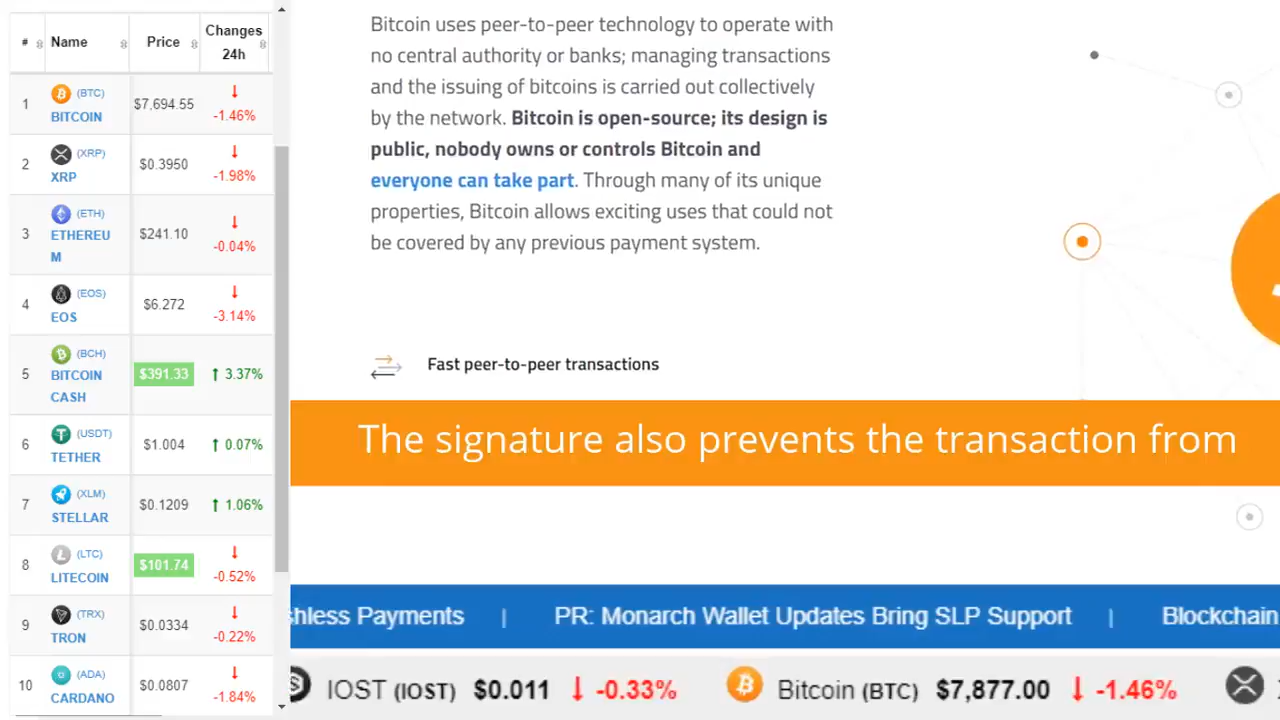 # Name Price Changes 24h
1 (BTC) BITCOIN $7,694.55 -1.46%
2 (XRP) XRP $0.3950 -1.98%
3 (ETH) ETHEREU M $241.10 -0.04%
4 (EOS) EOS $6.272 -3.14%
5 (BCH) BITCOIN CASH $391.33 3.37%
6 (USDT) TETHER $1.004 0.07%
7 (XLM) STELLAR $0.1209 1.06%
8 (LTC) LITECOIN $101.74 -0.52%
9 (TRX) TRON $0.0334 -0.22%
10 (ADA) CARDANO $0.0807 -1.84%
Bitcoin uses peer-to-peer technology to operate with
no central authority or banks; managing transactions
and the issuing of bitcoins is carried out collectively
by the network. Bitcoin is open-source; its design is
public, nobody owns or controls Bitcoin and
everyone can take part. Through many of its unique
properties, Bitcoin allows exciting uses that could not
be covered by any previous payment system.
Fast peer-to-peer transactions
The signature also prevents the transaction from
hless Payments | PR: Monarch Wallet Updates Bring SLP Support | Blockchain
IOST (IOST) $0.011 -0.33% Bitcoin (BTC) $7,877.00 -1.46%